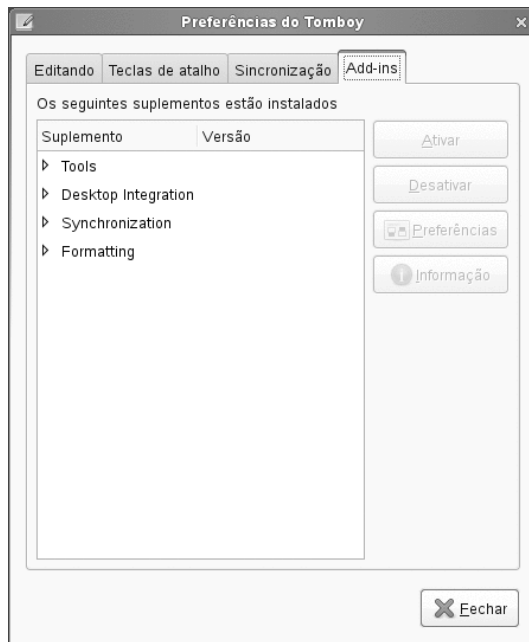 Preferências do Tomboy
Editando Teclas de atalho Sincronização Add-ins
Os seguintes suplementos estão instalados
Suplemento Versão
Tools
Desktop Integration
Synchronization
Formatting
Ativar
Desativar
Preferências
Informação
Fechar